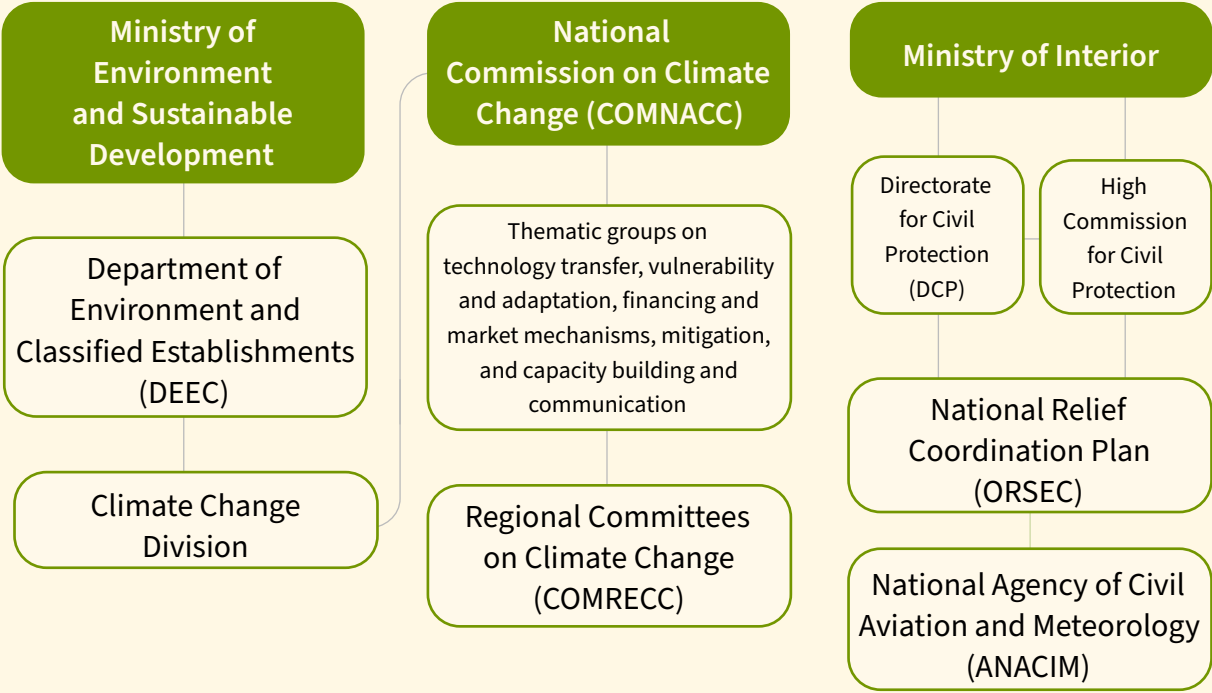 Ministry of
Environment
and Sustainable
Development
Department of
Environment and
Classified Establishments
(DEEC)
Climate Change
Division
National
Commission on Climate
Change (COMNACC)
Thematic groups on
technology transfer, vulnerability
and adaptation, financing and
market mechanisms, mitigation,
and capacity building and
communication
Regional Committees
on Climate Change
(COMRECC)
Ministry of Interior
Directorate
for Civil
Protection
(DCP)
High
Commission
for Civil
Protection
National Relief
Coordination Plan
(ORSEC)
National Agency of Civil
Aviation and Meteorology
(ANACIM)